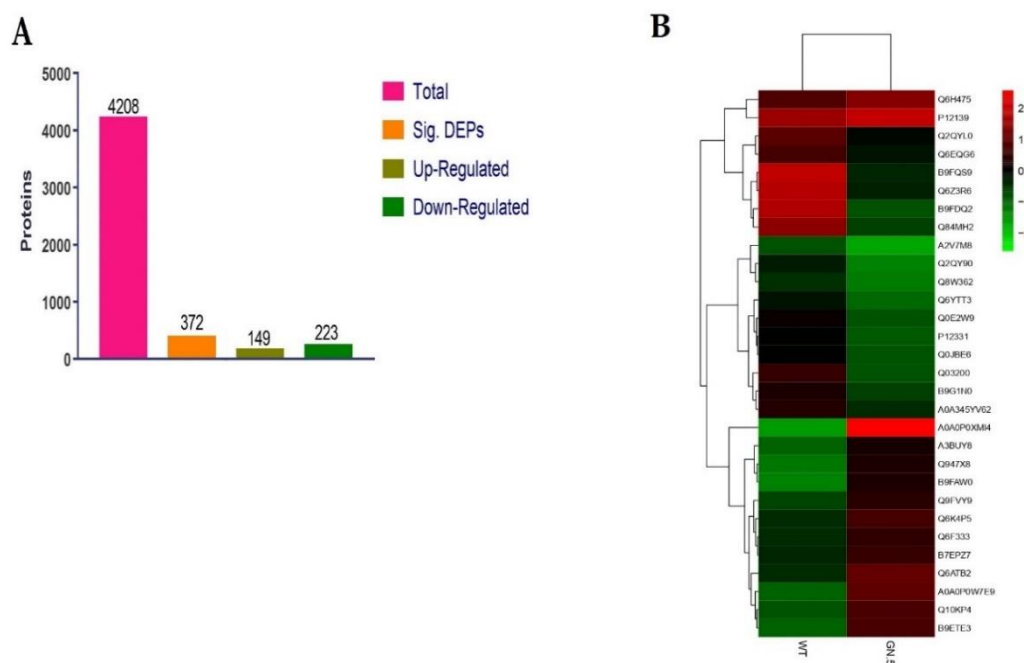 A
5000
4000
3000
2000
1000
0
Proteins
4208
372
149
223
Total
Sig. DEPs
Up-Regulated
Down-Regulated
B
Q6H475
P12139
Q2QYL0
Q6EQG6
B9FQS9
Q6Z3R6
B9FDQ2
Q84MH2
A2V7M8
Q2QY90
Q8W362
Q6YTT3
Q0E2W9
P12331
Q0JBE6
Q03200
B9G1N0
A0A345YV62
A0A0P0XMI4
A3BUY8
Q947X8
B9FAW0
Q9FVY9
Q6K4P5
Q6F333
B7EPZ7
Q6ATB2
A0A0P0W7E9
Q10KP4
B9ETE3
WT
2
1
0